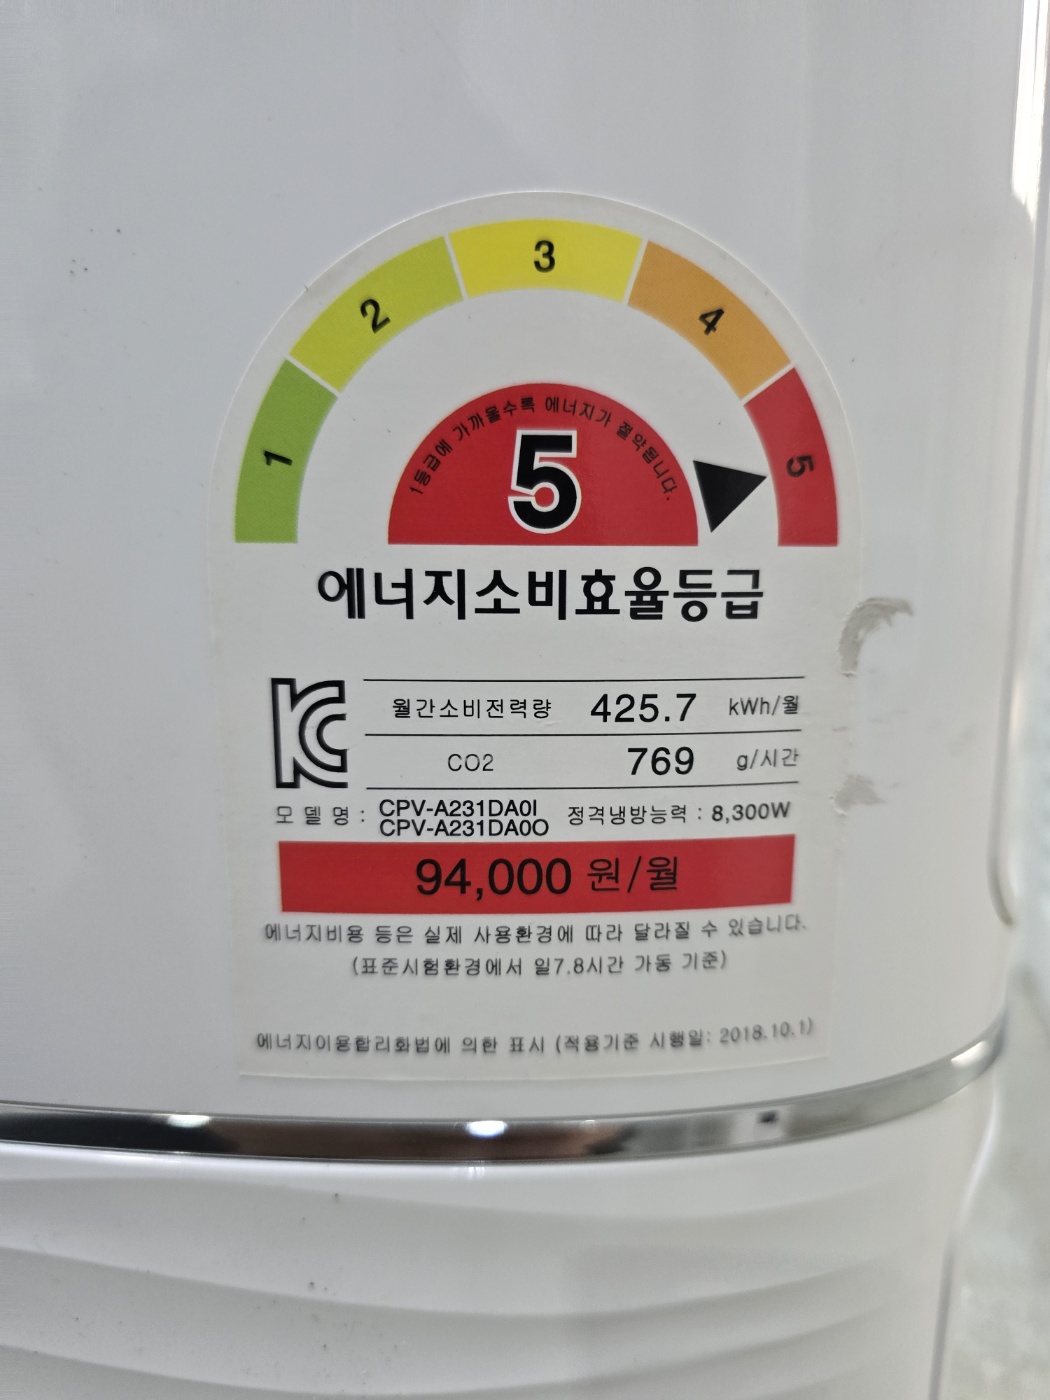 1
2
3
4
5
1등급에 가까울수록 에너지가 절약됩니다.
5
에너지소비효율등급
월간소비전력량 425.7 kWh/월
CO2 769 g/시간
모 델 명 : CPV-A231DA0I
CPV-A231DA0O
정격냉방능력 : 8,300W
94,000 원/월
에너지비용 등은 실제 사용환경에 따라 달라질 수 있습니다.
(표준시험환경에서 일7.8시간 가동 기준)
에너지이용합리화법에 의한 표시 (적용기준 시행일: 2018.10.1)